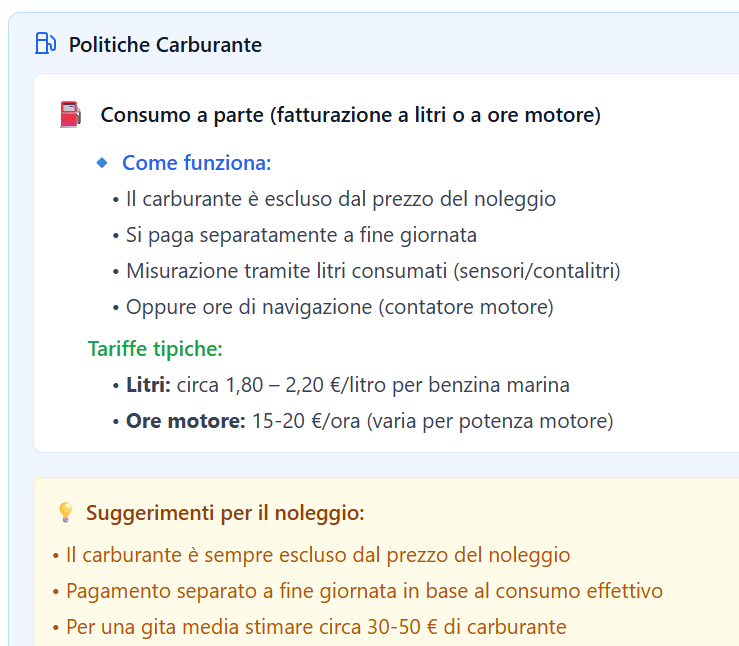 Politiche Carburante
Consumo a parte (fatturazione a litri o a ore motore)
Come funziona:
• Il carburante è escluso dal prezzo del noleggio
• Si paga separatamente a fine giornata
• Misurazione tramite litri consumati (sensori/contalitri)
• Oppure ore di navigazione (contatore motore)
Tariffe tipiche:
• Litri: circa 1,80 – 2,20 €/litro per benzina marina
• Ore motore: 15-20 €/ora (varia per potenza motore)
Suggerimenti per il noleggio:
• Il carburante è sempre escluso dal prezzo del noleggio
• Pagamento separato a fine giornata in base al consumo effettivo
• Per una gita media stimare circa 30-50 € di carburante